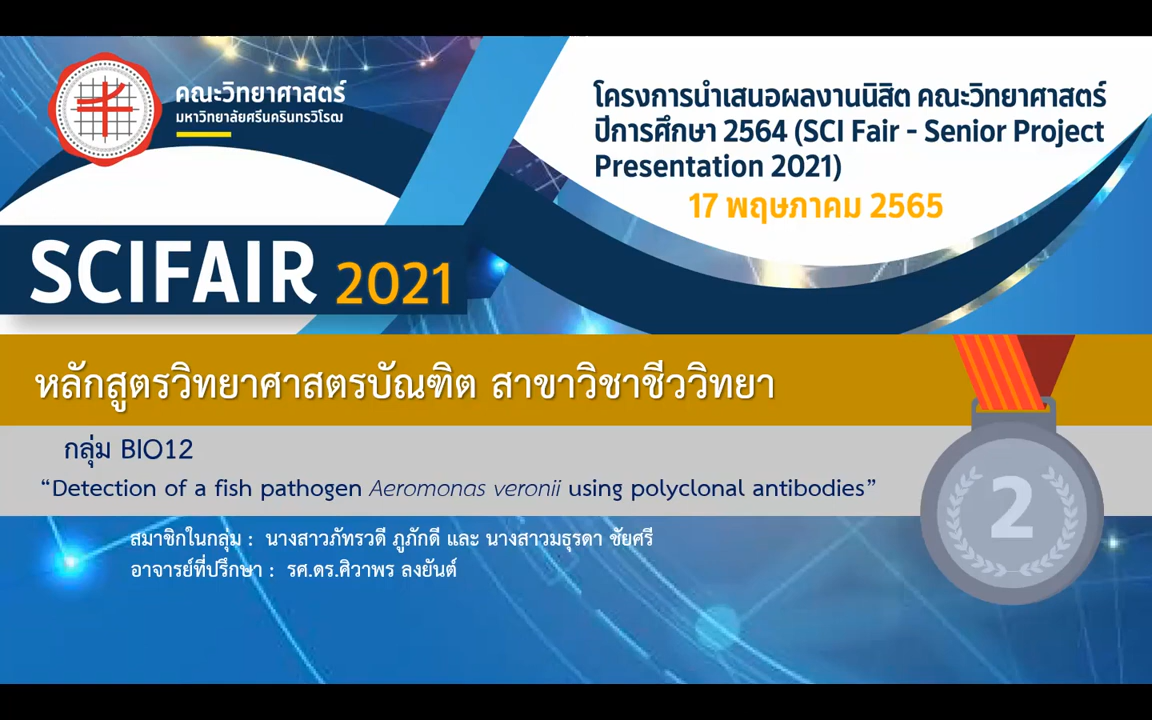 คณะวิทยาศาสตร์
มหาวิทยาลัยศรีนครินทรวิโรฒ
โครงการนำเสนอผลงานนิสิต คณะวิทยาศาสตร์
ปีการศึกษา 2564 (SCI Fair - Senior Project
Presentation 2021)
17 พฤษภาคม 2565
SCIFAIR 2021
หลักสูตรวิทยาศาสตรบัณฑิต สาขาวิชาชีววิทยา
กลุ่ม BIO12
“Detection of a fish pathogen Aeromonas veronii using polyclonal antibodies”
2
สมาชิกในกลุ่ม : นางสาวภัทรวดี ภูภักดี และ นางสาวมธุรดา ชัยศรี
อาจารย์ที่ปรึกษา : รศ.ดร.ศิวาพร ลงยันต์